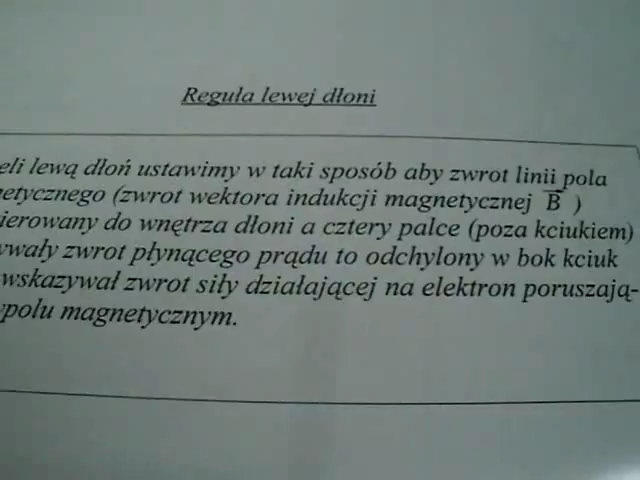 Reguła lewej dłoni
eli lewą dłoń ustawimy w taki sposób aby zwrot linii pola
etycznego (zwrot wektora indukcji magnetycznej B )
ierowany do wnętrza dłoni a cztery palce (poza kciukiem)
ywały zwrot płynącego prądu to odchylony w bok kciuk
wskazywał zwrot siły działającej na elektron poruszają-
polu magnetycznym.